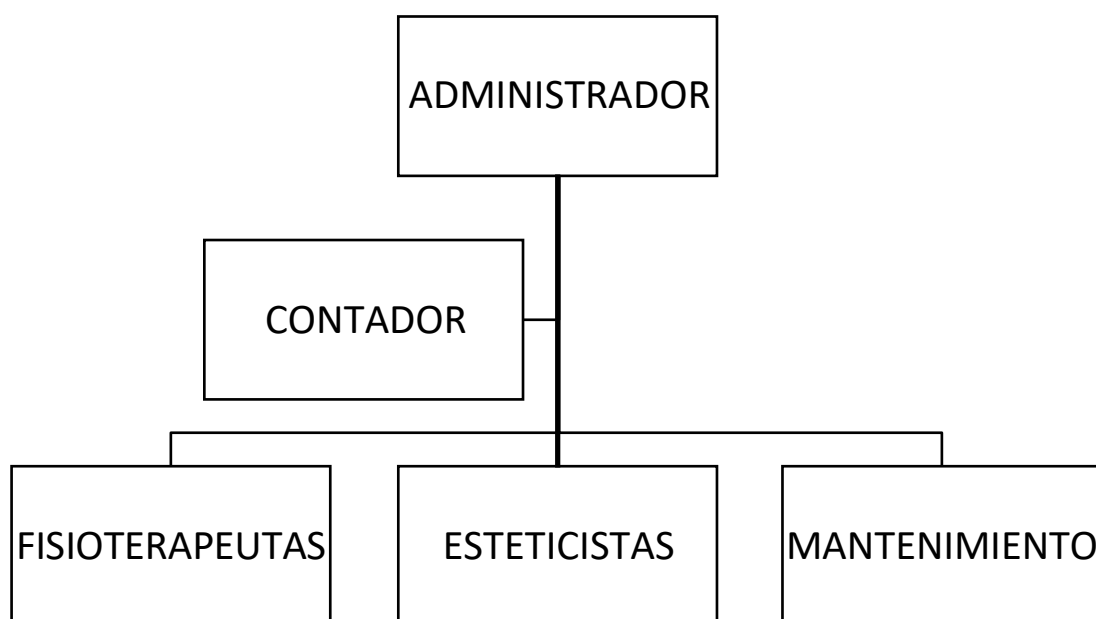 ADMINISTRADOR
CONTADOR
FISIOTERAPEUTAS
ESTETICISTAS
MANTENIMIENTO